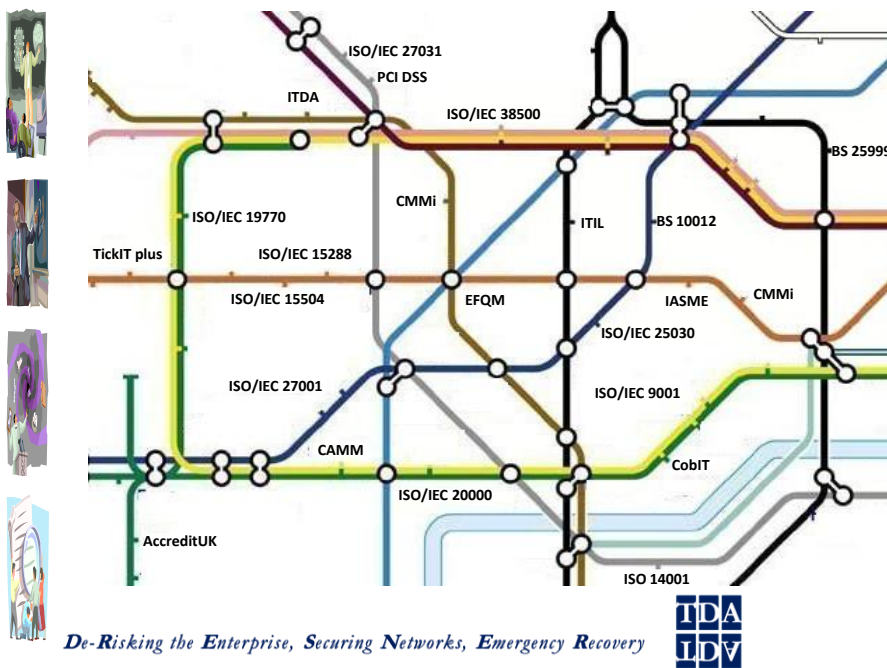 ISO/IEC 27031
PCI DSS
ITDA
ISO/IEC 38500
BS 25999
CMMi
ISO/IEC 19770
ITIL
BS 10012
TickIT plus
ISO/IEC 15288
ISO/IEC 15504
EFQM
IASME
CMMi
ISO/IEC 25030
ISO/IEC 27001
ISO/IEC 9001
CAMM
CobIT
ISO/IEC 20000
AccreditUK
ISO 14001
De-Risking the Enterprise, Securing Networks, Emergency Recovery
TDA
TDA